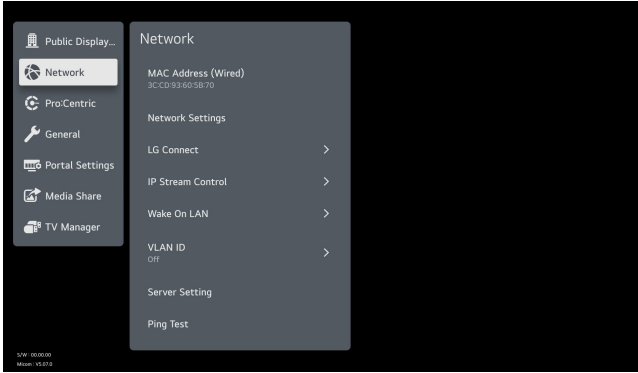 Public Display...
Network
Pro:Centric
General
Portal Settings
Media Share
TV Manager
Network
MAC Address (Wired)
3C:CD:93:60:5B:70
Network Settings
LG Connect
IP Stream Control
Wake On LAN
VLAN ID
Off
Server Setting
Ping Test
S/W : 00.00.00
Micom : V5.07.0